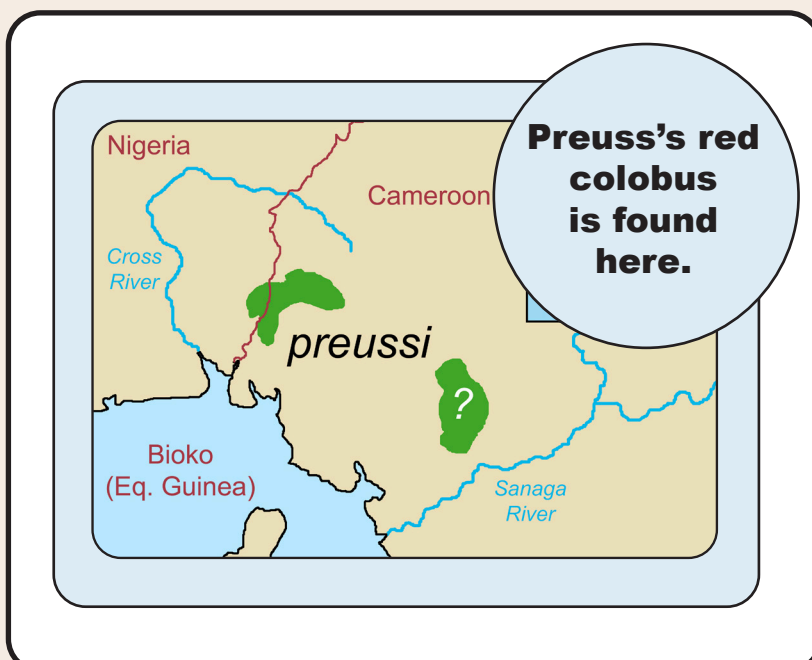 Preuss's red
colobus
is found
here.
Nigeria
Cameroon
Cross
River
preussi
?
Bioko
(Eq. Guinea)
Sanaga
River